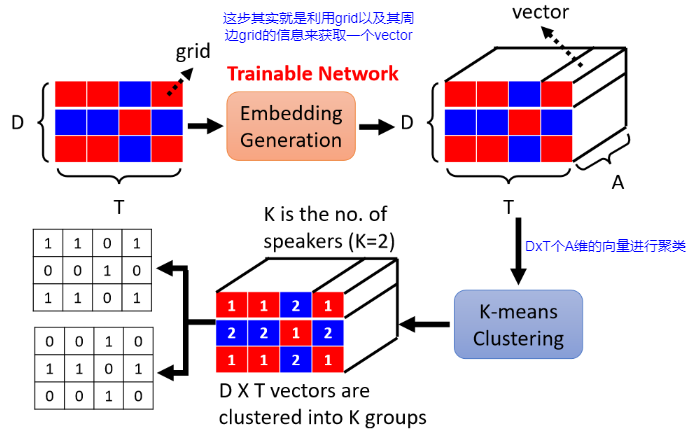 这步其实就是利用grid以及其周
边grid的信息来获取一个vector
vector
grid
Trainable Network
D
Embedding
Generation
D
A
T
T
K is the no. of
speakers (K=2)
DxT个A维的向量进行聚类
1 1 0 1
0 0 1 0
1 1 0 1
1 1 2 1
2 2 1 2
1 1 2 1
K-means
Clustering
0 0 1 0
1 1 0 1
0 0 1 0
D X T vectors are
clustered into K groups